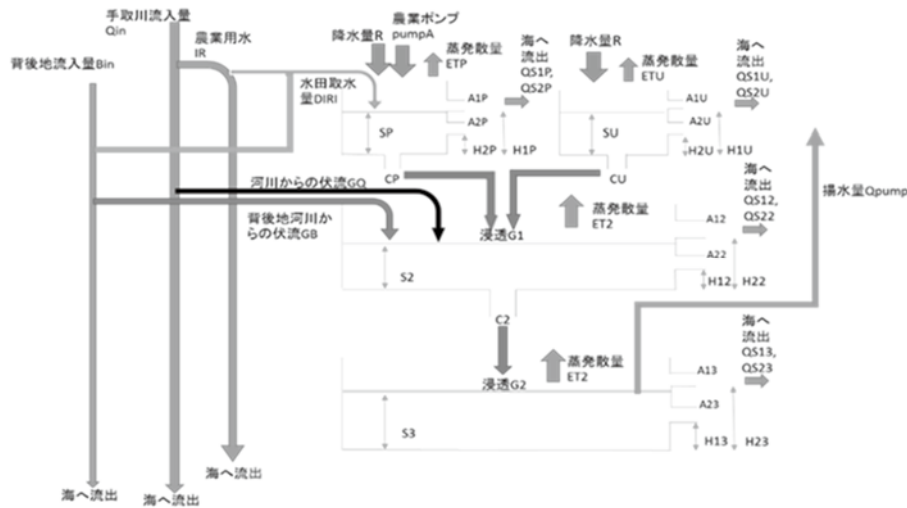 手取川流入量
Qin
背後地流入量Bin
農業用水
IR
降水量R
農業ポンプ
pumpA
蒸発散量
ETP
海へ
流出
QS1P,
QS2P
降水量R
蒸発散量
ETU
海へ
流出
QS1U,
QS2U
水田取水
量DIRI
A1P
A2P
SP
H2P
H1P
A1U
A2U
SU
H2U
H1U
CP
CU
河川からの伏流GQ
背後地河川か
らの伏流GB
浸透G1
蒸発散量
ET2
海へ
流出
QS12,
QS22
揚水量Qpump
A12
A22
S2
H12
H22
C2
浸透G2
蒸発散量
ET2
海へ
流出
QS13,
QS23
A13
A23
S3
H13
H23
海へ流出
海へ流出
海へ流出